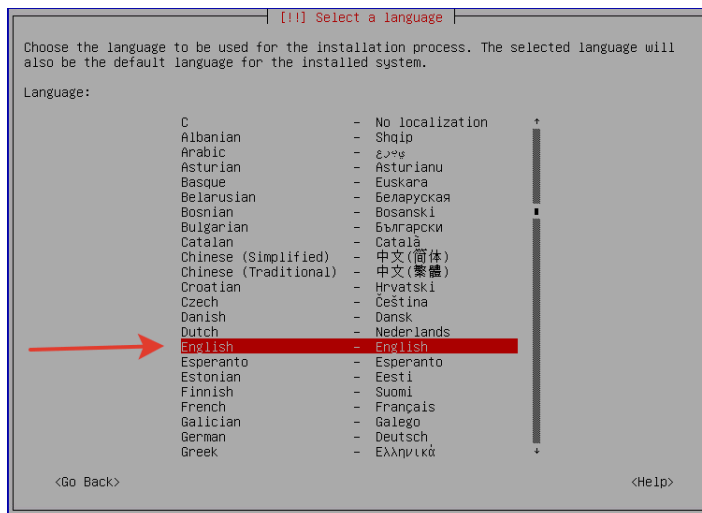 [!!] Select a language
Choose the language to be used for the installation process. The selected language will
also be the default language for the installed system.
Language:
C - No localization
Albanian - Shqip
Arabic - عربي
Asturian - Asturianu
Basque - Euskara
Belarusian - Беларуская
Bosnian - Bosanski
Bulgarian - Български
Catalan - Català
Chinese (Simplified) - 中文(简体)
Chinese (Traditional) - 中文(繁體)
Croatian - Hrvatski
Czech - Čeština
Danish - Dansk
Dutch - Nederlands
English - English
Esperanto - Esperanto
Estonian - Eesti
Finnish - Suomi
French - Français
Galician - Galego
German - Deutsch
Greek - Ελληνικά
<Go Back> <Help>